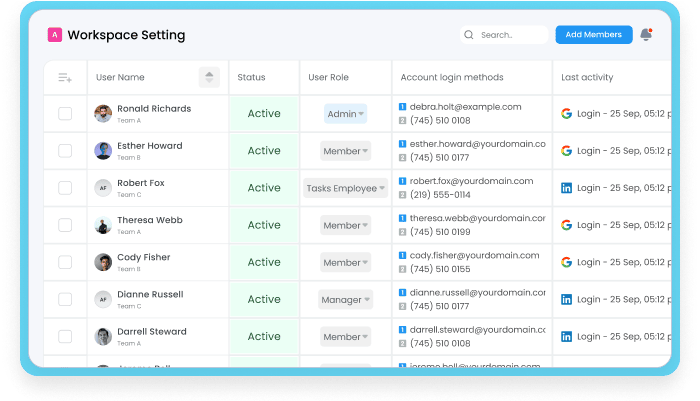 Workspace Setting
Search..
Add Members
User Name
Status
User Role
Account login methods
Last activity
Ronald Richards
Team A
Active
Admin
1 debra.holt@example.com
2 (745) 510 0108
Login - 25 Sep, 05:12 p
Esther Howard
Team B
Active
Member
1 esther.howard@yourdomain.
2 (745) 510 0177
Login - 25 Sep, 05:12 p
AF
Robert Fox
Team C
Active
Tasks Employee
1 robert.fox@yourdomain.com
2 (219) 555-0114
Login - 25 Sep, 05:12 p
Theresa Webb
Team A
Active
Member
1 theresa.webb@yourdomain.cor
2 (745) 510 0199
Login - 25 Sep, 05:12 p
Cody Fisher
Team B
Active
Member
1 cody.fisher@yourdomain.com
2 (745) 510 0155
Login - 25 Sep, 05:12 p
AF
Dianne Russell
Team C
Active
Manager
1 dianne.russell@yourdomain.cor
2 (745) 510 0177
Login - 25 Sep, 05:12 p
Darrell Steward
Team A
Active
Member
1 darrell.steward@yourdomain.cc
2 (745) 510 0108
Login - 25 Sep, 05:12 p